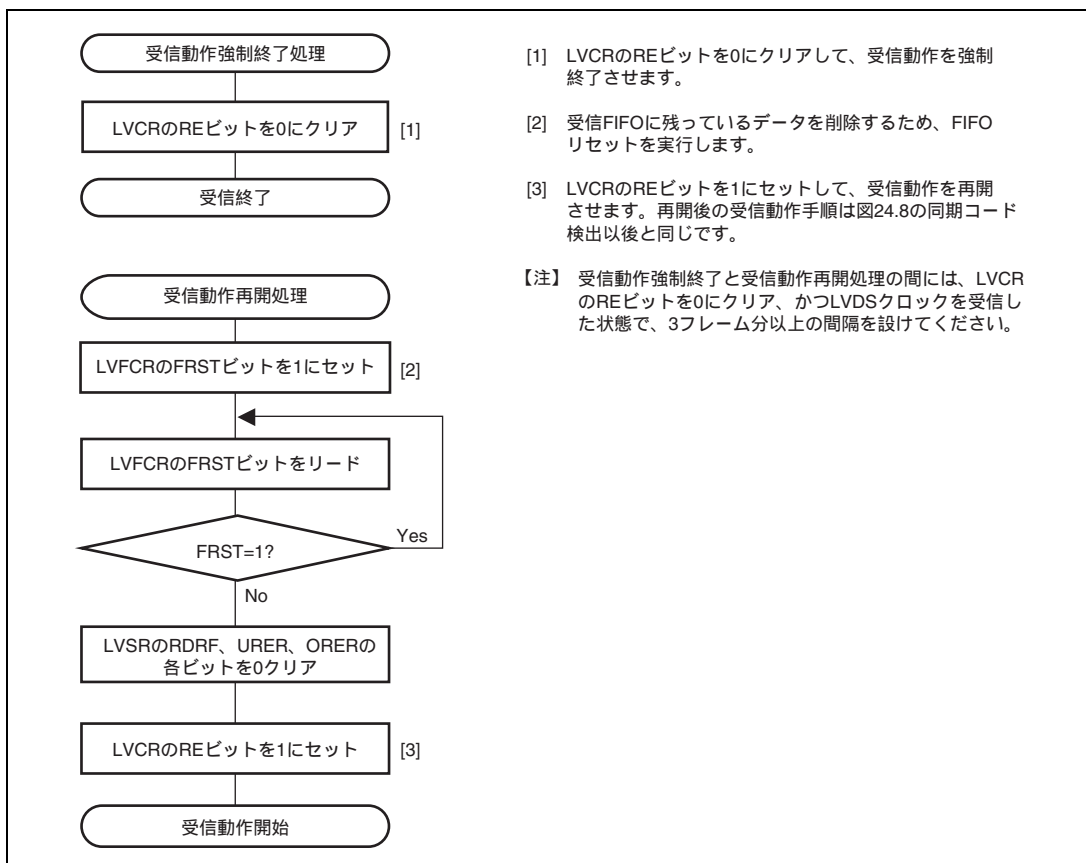 受信動作強制終了処理
LVCRのREビットを0にクリア [1]
受信終了
受信動作再開処理
LVFCRのFRSTビットを1にセット [2]
LVFCRのFRSTビットをリード
FRST=1?
Yes
No
LVSRのRDRF、URER、ORERの
各ビットを0クリア
LVCRのREビットを1にセット [3]
受信動作開始
[1] LVCRのREビットを0にクリアして、受信動作を強制
終了させます。
[2] 受信FIFOに残っているデータを削除するため、FIFO
リセットを実行します。
[3] LVCRのREビットを1にセットして、受信動作を再開
させます。再開後の受信動作手順は図24.8の同期コード
検出以後と同じです。
【注】 受信動作強制終了と受信動作再開処理の間には、LVCR
のREビットを0にクリア、かつLVDSクロックを受信し
た状態で、3フレーム分以上の間隔を設けてください。